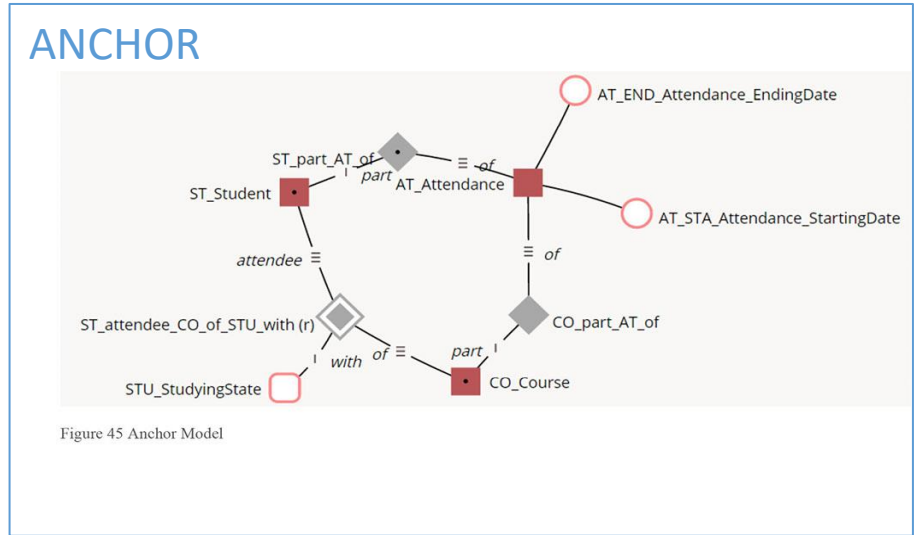 ANCHOR
AT_END_Attendance_EndingDate
ST_part_AT_of
of
part
AT_Attendance
ST_Student
AT_STA_Attendance_StartingDate
attendee
of
ST_attendee_CO_of_STU_with (r)
CO_part_AT_of
with
of
part
STU_StudyingState
CO_Course
Figure 45 Anchor Model